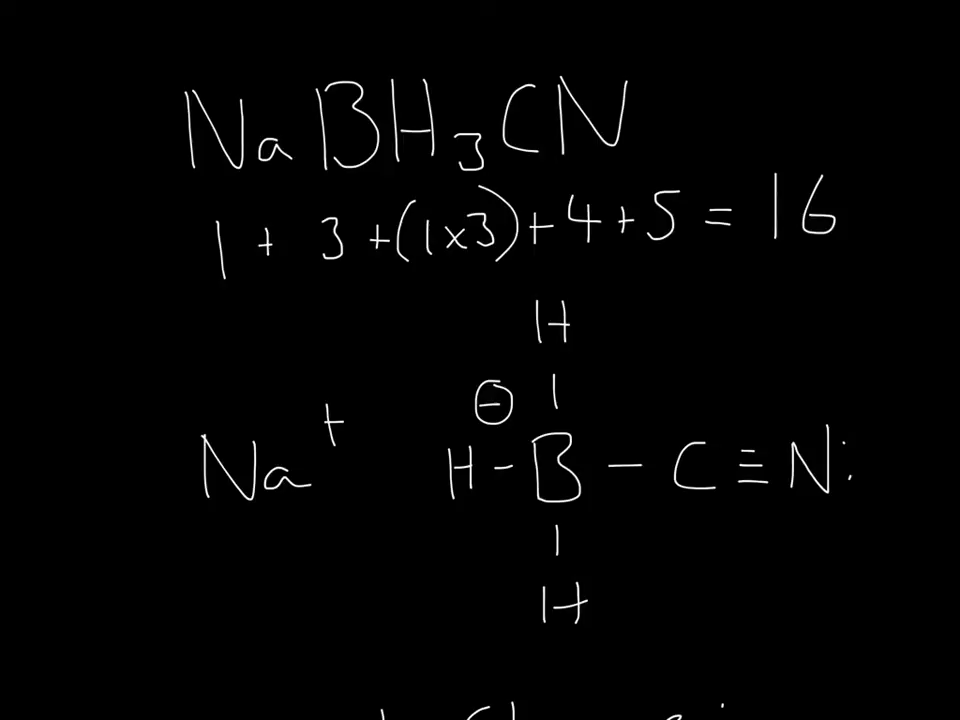 NaBH₃CN
1 + 3 + (1x3) + 4 + 5 = 16
H
⊖ |
Na⁺ H - B - C ≡ N:
|
H